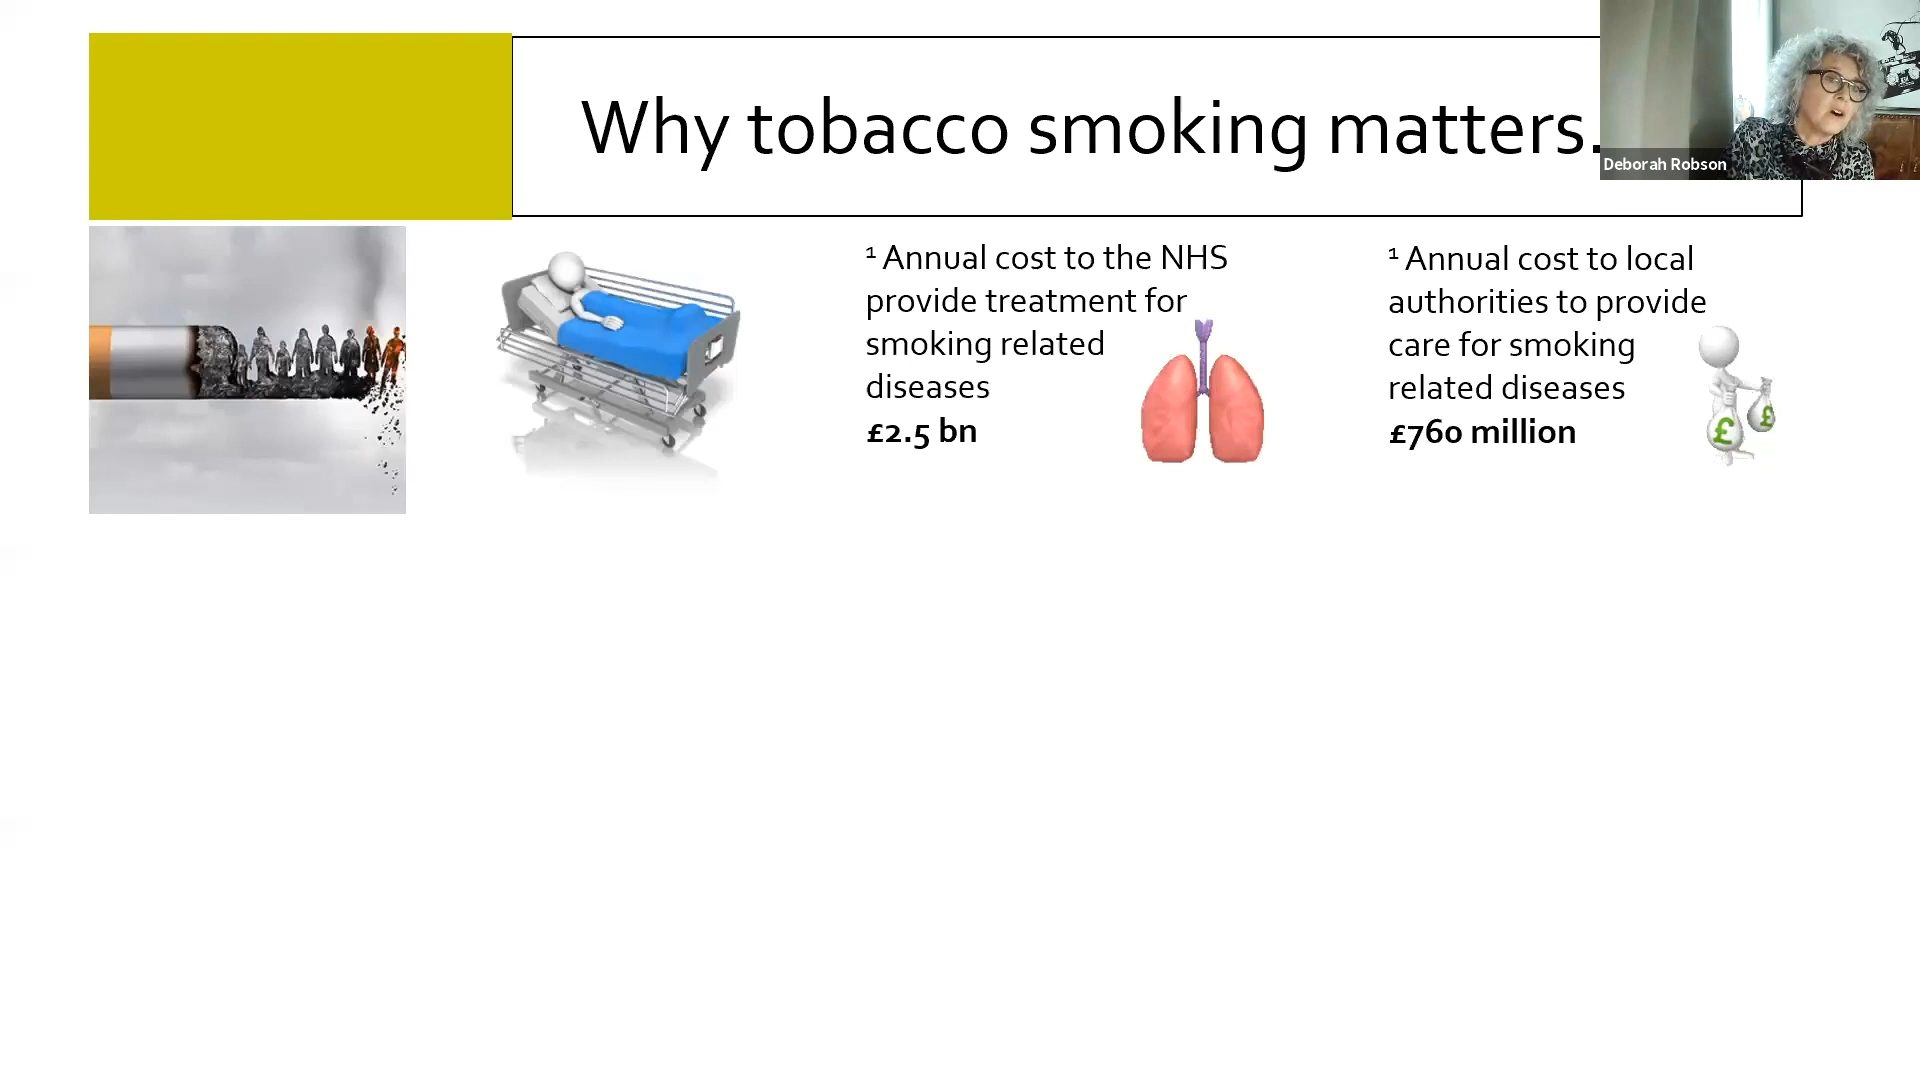 Why tobacco smoking matters.
Deborah Robson
¹ Annual cost to the NHS
provide treatment for
smoking related
diseases
£2.5 bn
¹ Annual cost to local
authorities to provide
care for smoking
related diseases
£760 million
£
£